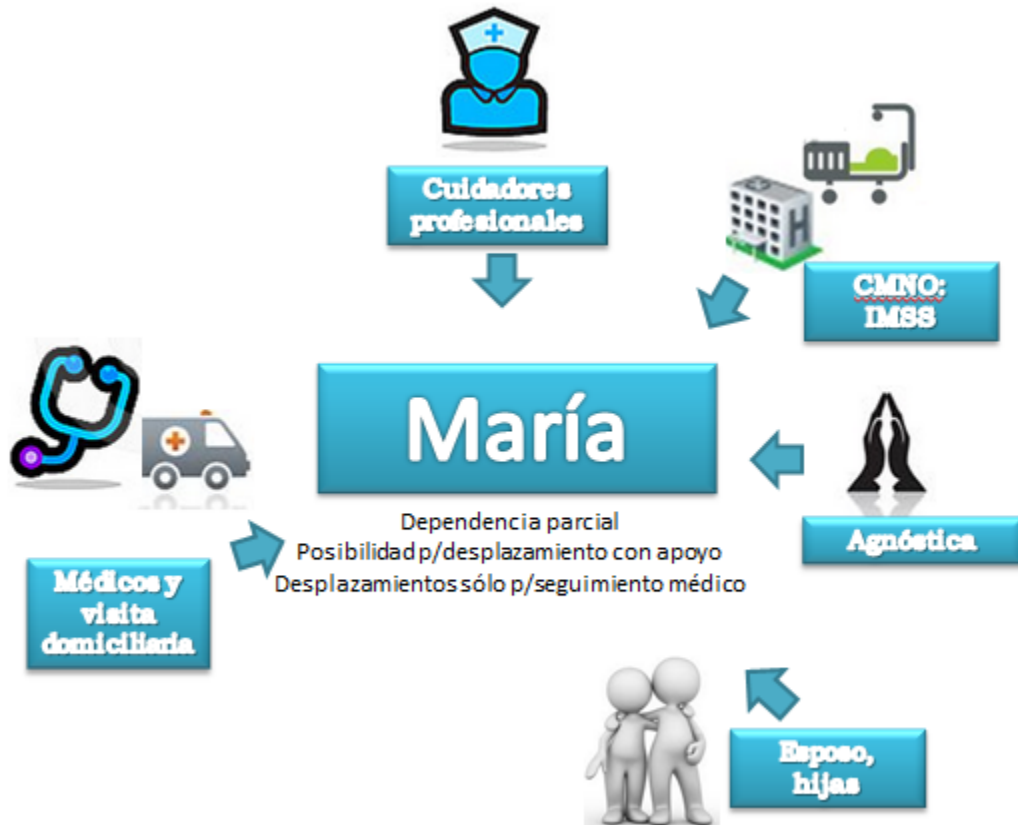 Cuidadores
profesionales
CMNO:
IMSS
María
Dependencia parcial
Posibilidad p/desplazamiento con apoyo
Desplazamientos sólo p/seguimiento médico
Agnóstica
Médicos y
visita
domiciliaria
Esposo,
hijas
H